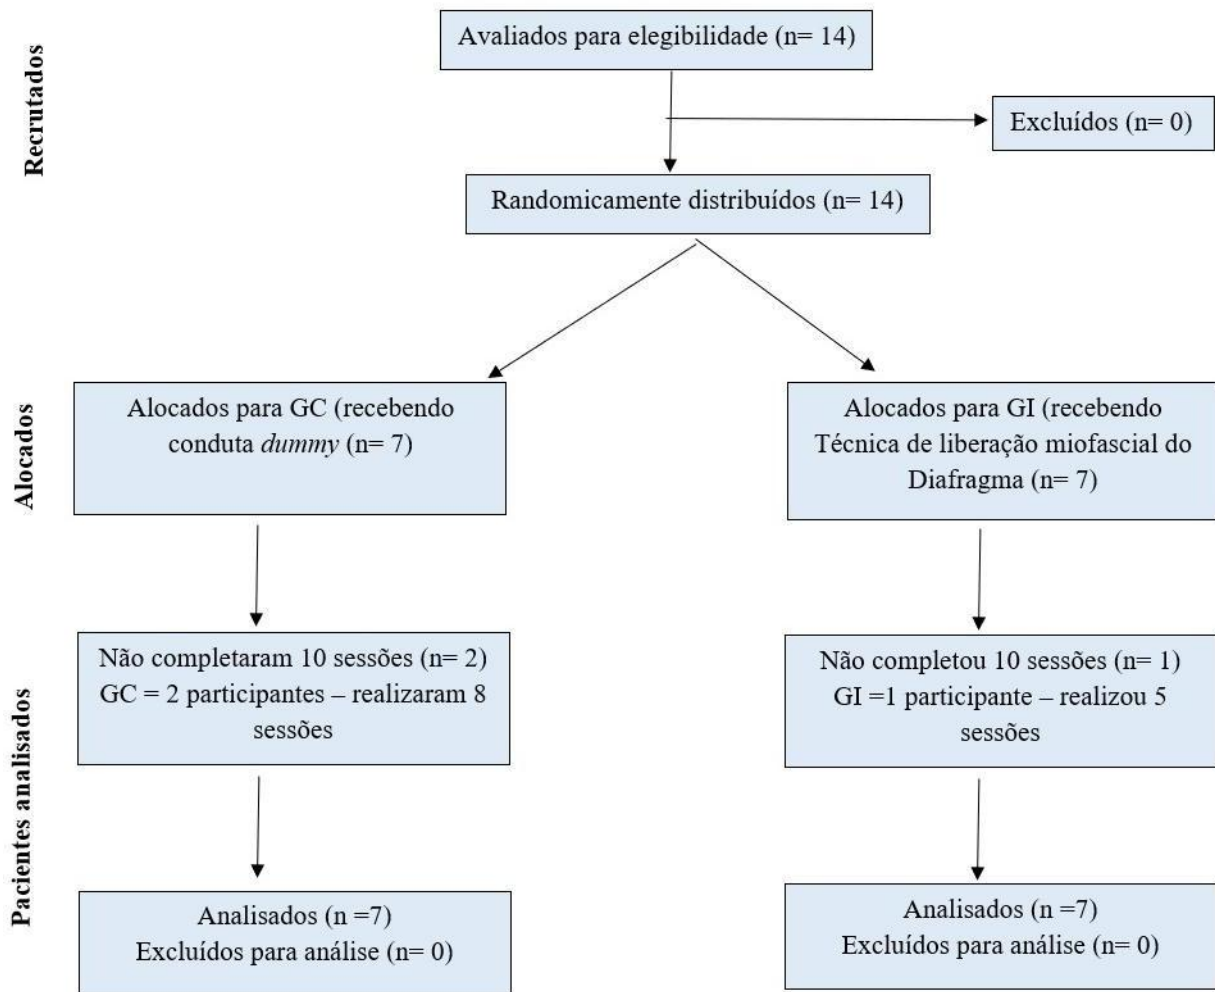 Recrutados
Avaliados para elegibilidade (n= 14)
Excluídos (n= 0)
Randomicamente distribuídos (n= 14)
Alocados
Alocados para GC (recebendo
conduta dummy (n= 7)
Alocados para GI (recebendo
Técnica de liberação miofascial do
Diafragma (n= 7)
Pacientes analisados
Não completaram 10 sessões (n= 2)
GC = 2 participantes – realizaram 8
sessões
Não completou 10 sessões (n= 1)
GI =1 participante – realizou 5
sessões
Analisados (n =7)
Excluídos para análise (n= 0)
Analisados (n =7)
Excluídos para análise (n= 0)